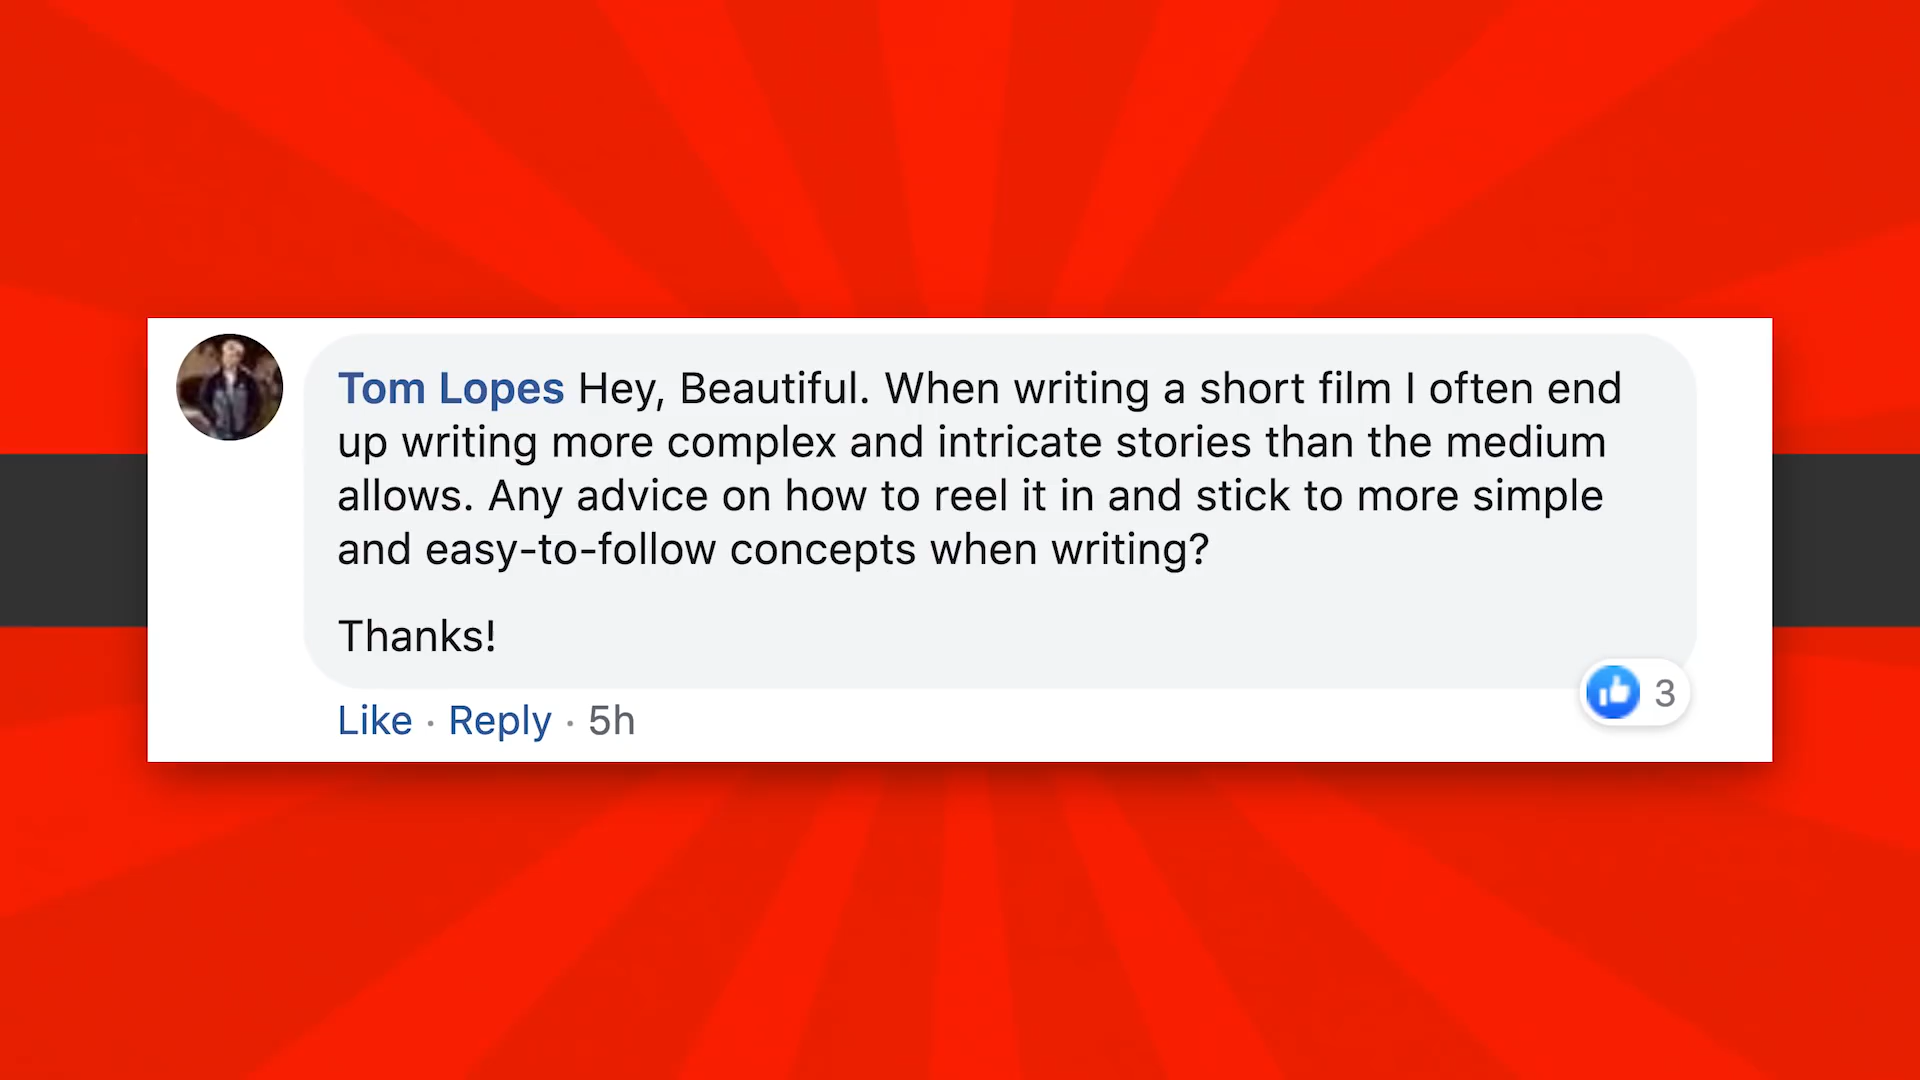 Tom Lopes Hey, Beautiful. When writing a short film I often end
up writing more complex and intricate stories than the medium
allows. Any advice on how to reel it in and stick to more simple
and easy-to-follow concepts when writing?
Thanks!
Like · Reply · 5h
3